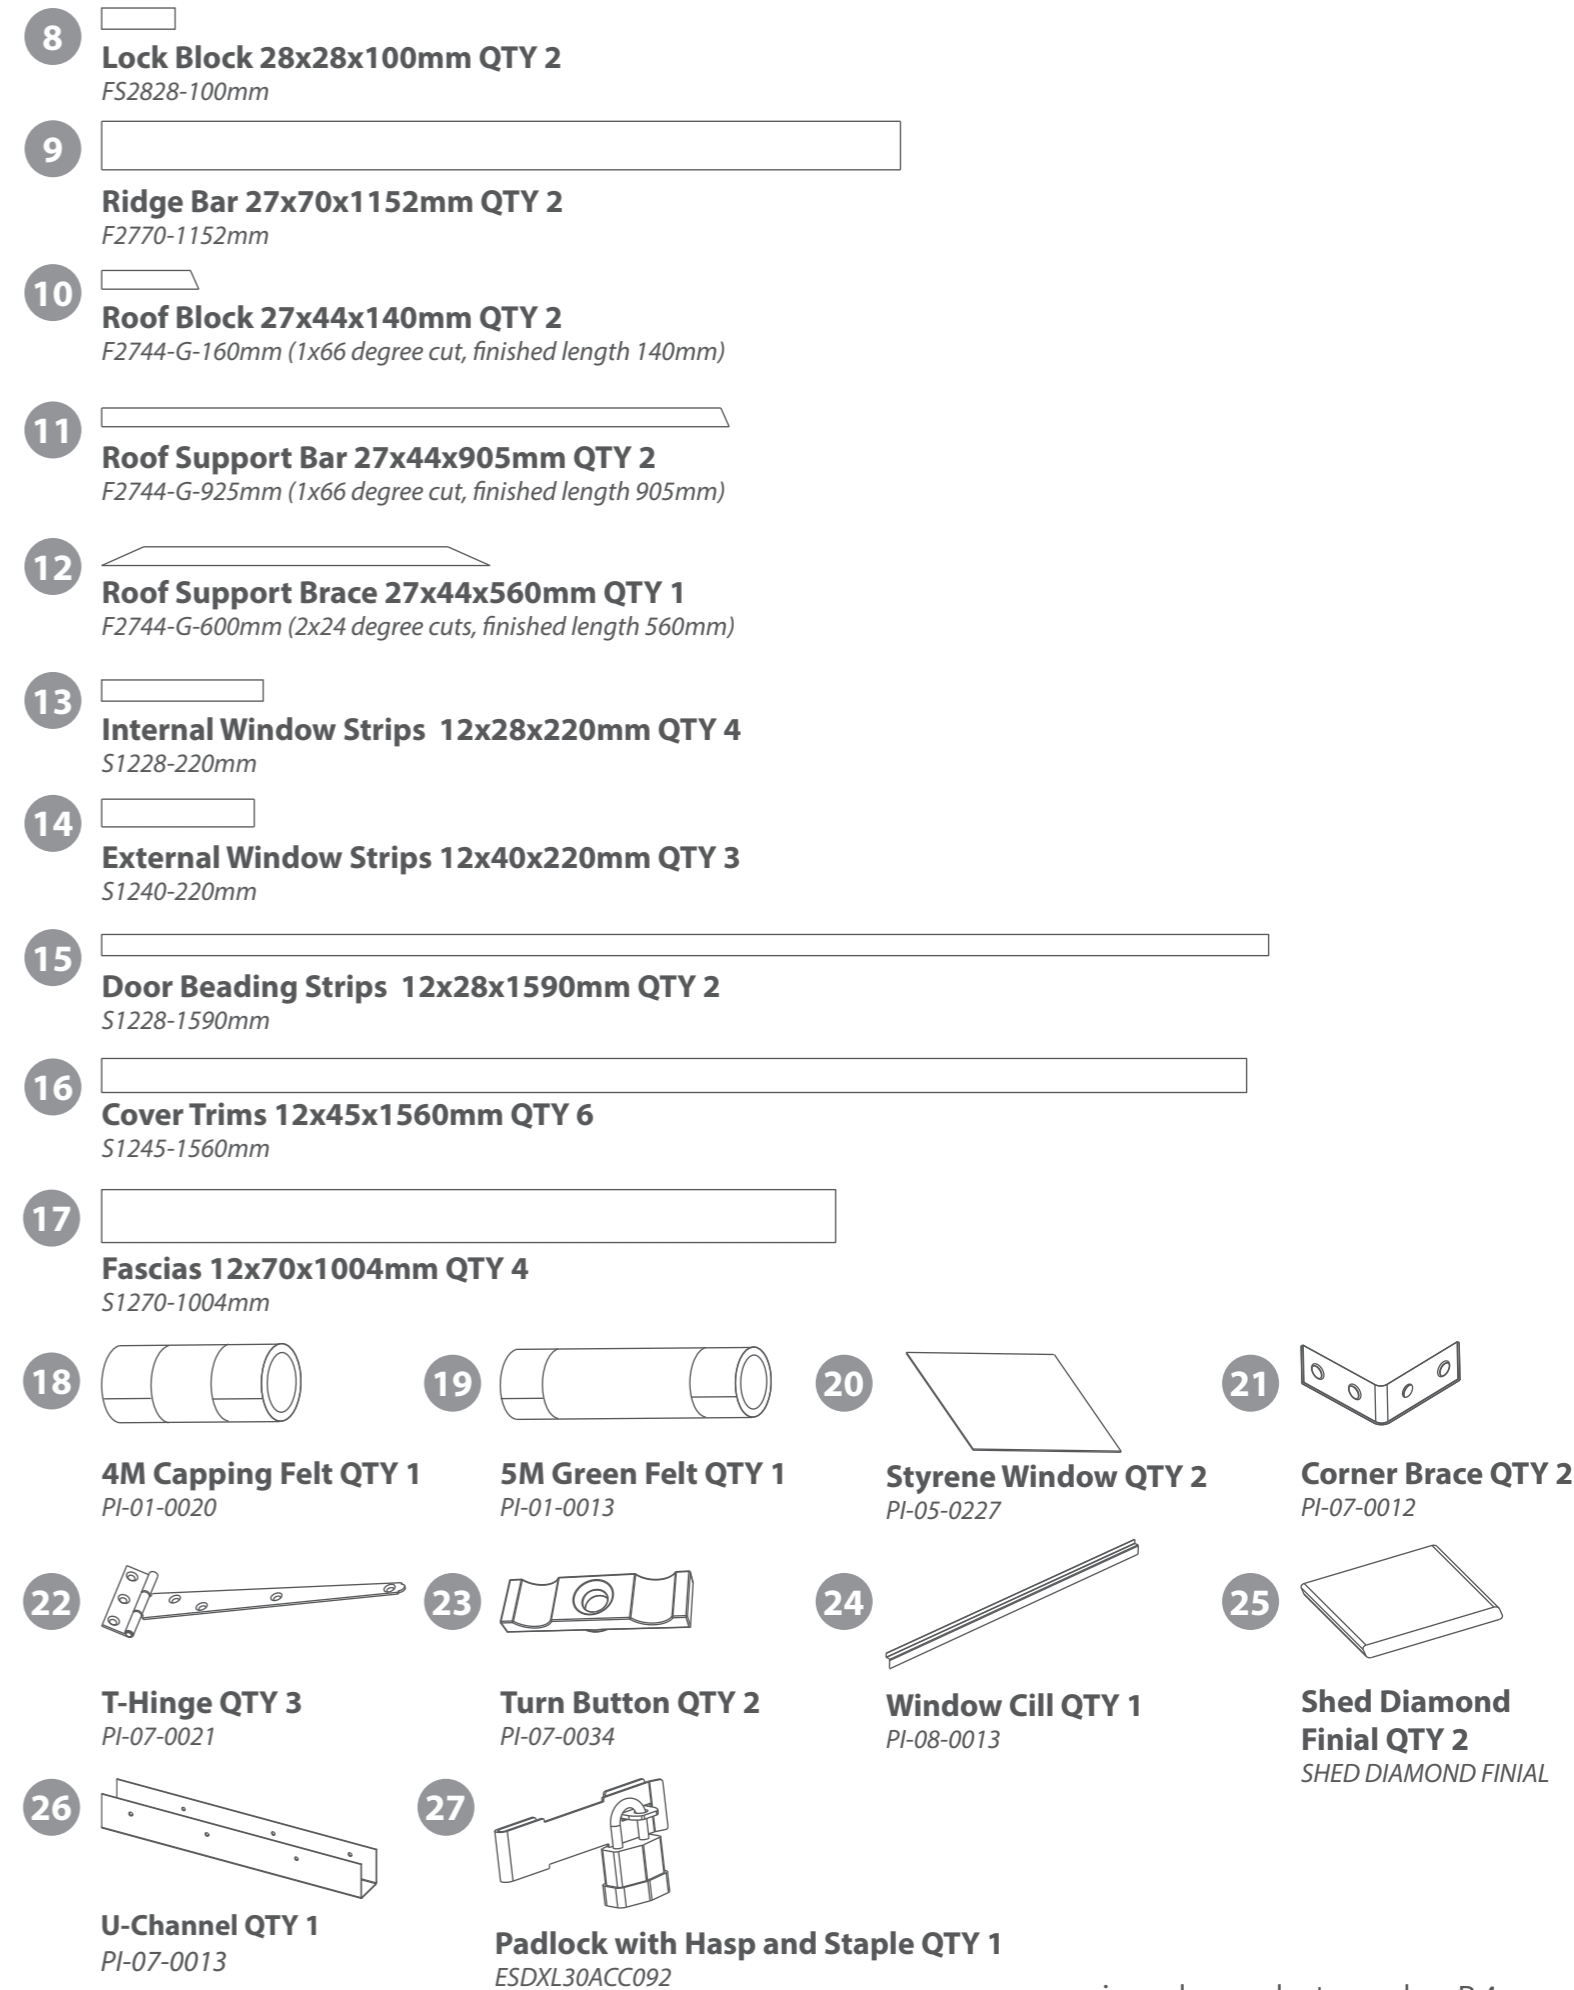 8
Lock Block 28x28x100mm QTY 2
FS2828-100mm
9
Ridge Bar 27x70x1152mm QTY 2
F2770-1152mm
10
Roof Block 27x44x140mm QTY 2
F2744-G-160mm (1x66 degree cut, finished length 140mm)
11
Roof Support Bar 27x44x905mm QTY 2
F2744-G-925mm (1x66 degree cut, finished length 905mm)
12
Roof Support Brace 27x44x560mm QTY 1
F2744-G-600mm (2x24 degree cuts, finished length 560mm)
13
Internal Window Strips 12x28x220mm QTY 4
S1228-220mm
14
External Window Strips 12x40x220mm QTY 3
S1240-220mm
15
Door Beading Strips 12x28x1590mm QTY 2
S1228-1590mm
16
Cover Trims 12x45x1560mm QTY 6
S1245-1560mm
17
Fascias 12x70x1004mm QTY 4
S1270-1004mm
18
4M Capping Felt QTY 1
PI-01-0020
19
5M Green Felt QTY 1
PI-01-0013
20
Styrene Window QTY 2
PI-05-0227
21
Corner Brace QTY 2
PI-07-0012
22
T-Hinge QTY 3
PI-07-0021
23
Turn Button QTY 2
PI-07-0034
24
Window Cill QTY 1
PI-08-0013
25
Shed Diamond
Finial QTY 2
SHED DIAMOND FINIAL
26
U-Channel QTY 1
PI-07-0013
27
Padlock with Hasp and Staple QTY 1
ESDXL30ACC092